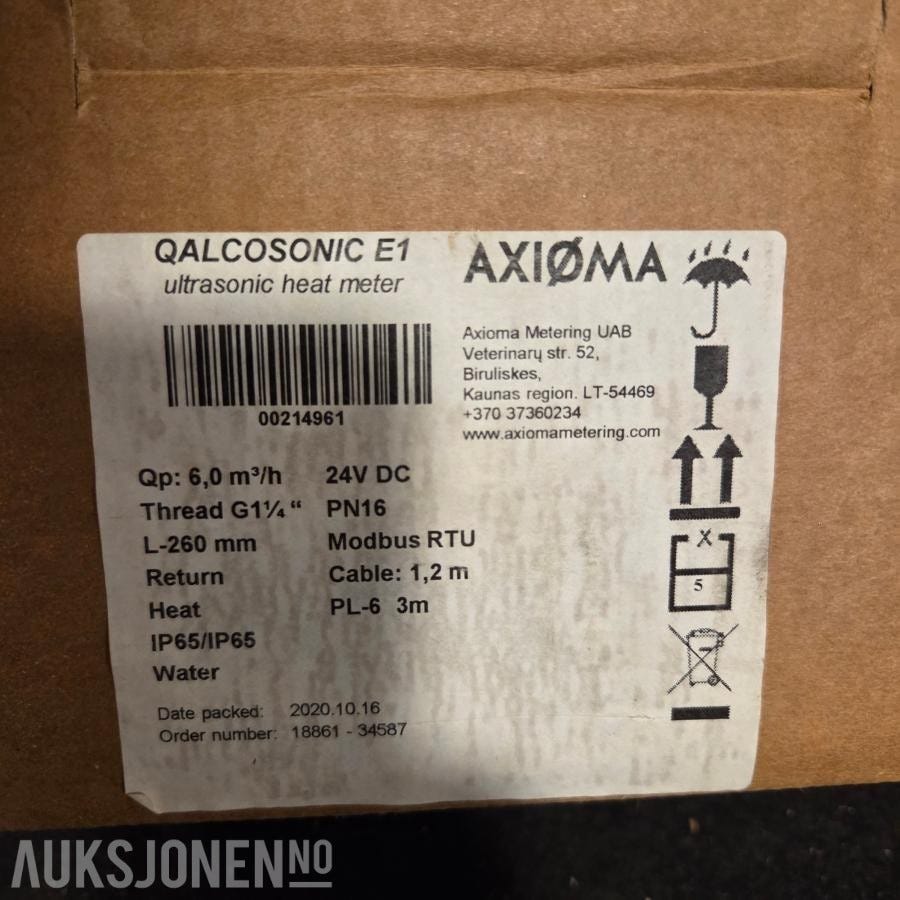 QALCOSONIC E1
ultrasonic heat meter
00214961
AXIØMA
Axioma Metering UAB
Veterinarų str. 52,
Biruliskes,
Kaunas region. LT-54469
+370 37360234
www.axiomametering.com
Qp: 6,0 m³/h 24V DC
Thread G1¼ “ PN16
L-260 mm Modbus RTU
Return Cable: 1,2 m
Heat PL-6 3m
IP65/IP65
Water
Date packed: 2020.10.16
Order number: 18861 - 34587
X
5
AUKSJONEN NO